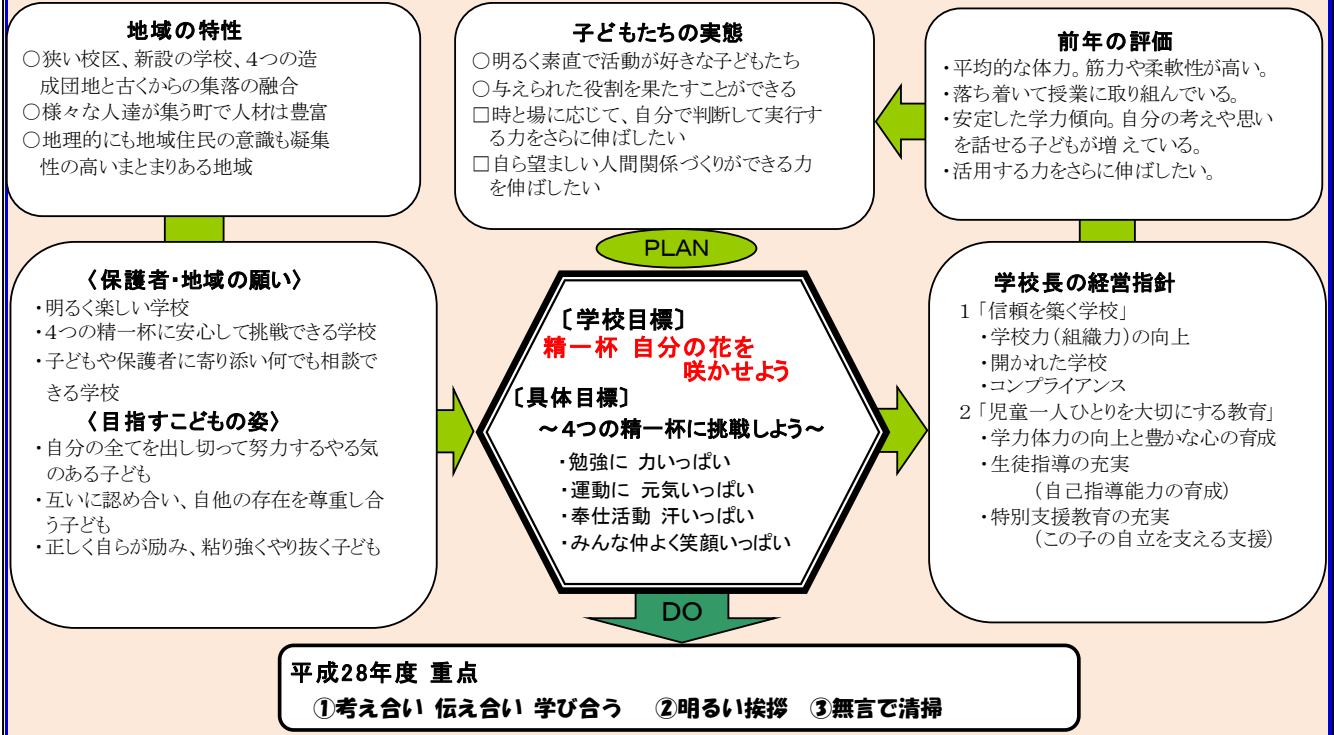 地域の特性
○狭い校区、新設の学校、4つの造
成団地と古くからの集落の融合
○様々な人達が集う町で人材は豊富
○地理的にも地域住民の意識も凝集
性の高いまとまりある地域
子どもたちの実態
○明るく素直で活動が好きな子どもたち
○与えられた役割を果たすことができる
□時と場に応じて、自分で判断して実行す
る力をさらに伸ばしたい
□自ら望ましい人間関係づくりができる力
を伸ばしたい
前年の評価
・平均的な体力。筋力や柔軟性が高い。
・落ち着いて授業に取り組んでいる。
・安定した学力傾向。自分の考えや思い
を話せる子どもが増 えている。
・活用する力をさらに伸ばしたい。
〈保護者・地域の願い〉
・明るく楽しい学校
・4つの精一杯に安心して挑戦できる学校
・子どもや保護者に寄り添い何でも相談で
きる学校
〈目指すこどもの姿〉
・自分の全てを出し切って努力するやる気
のある子ども
・互いに認め合い、自他の存在を尊重し合
う子ども
・正しく自らが励み、粘り強くやり抜く子ども
PLAN
〔学校目標〕
精一杯 自分の花を
咲かせよう
〔具体目標〕
～4つの精一杯に挑戦しよう～
・勉強に 力いっぱい
・運動に 元気いっぱい
・奉仕活動 汗いっぱい
・みんな仲よく笑顔いっぱい
DO
学校長の経営指針
1「信頼を築く学校」
・学校力(組織力)の向上
・開かれた学校
・コンプライアンス
2「児童一人ひとりを大切にする教育」
・学力体力の向上と豊かな心の育成
・生徒指導の充実
(自己指導能力の育成)
・特別支援教育の充実
(この子の自立を支える支援)
平成28年度 重点
①考え合い 伝え合い 学び合う ②明るい挨拶 ③無言で清掃